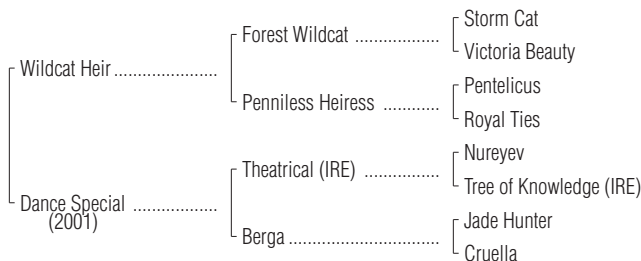 Storm Cat
Forest Wildcat ....................
Victoria Beauty
Wildcat Heir .........................
Pentelicus
Penniless Heiress .............
Royal Ties
Nureyev
Theatrical (IRE) ..................
Tree of Knowledge (IRE)
Dance Special ....................
(2001)
Jade Hunter
Berga ....................................
Cruella